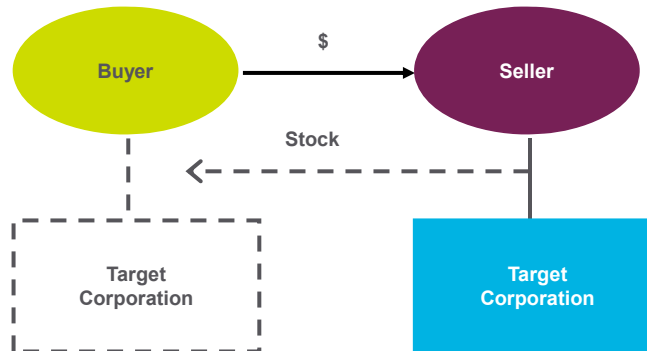 $
Buyer
Seller
Stock
Target
Corporation
Target
Corporation